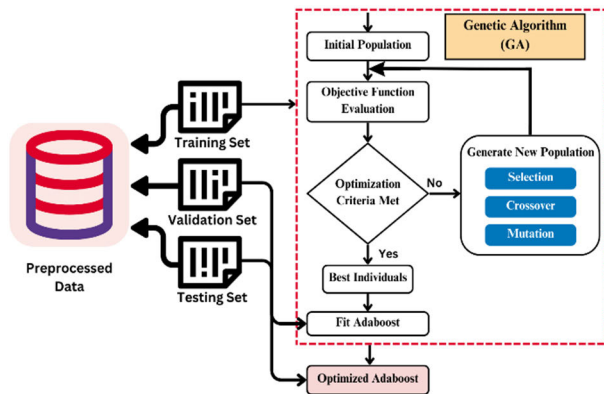 Genetic Algorithm
(GA)
Initial Population
Objective Function
Evaluation
Training Set
Generate New Population
Selection
Crossover
Mutation
Optimization
Criteria Met
No
Yes
Validation Set
Preprocessed
Data
Testing Set
Best Individuals
Fit Adaboost
Optimized Adaboost